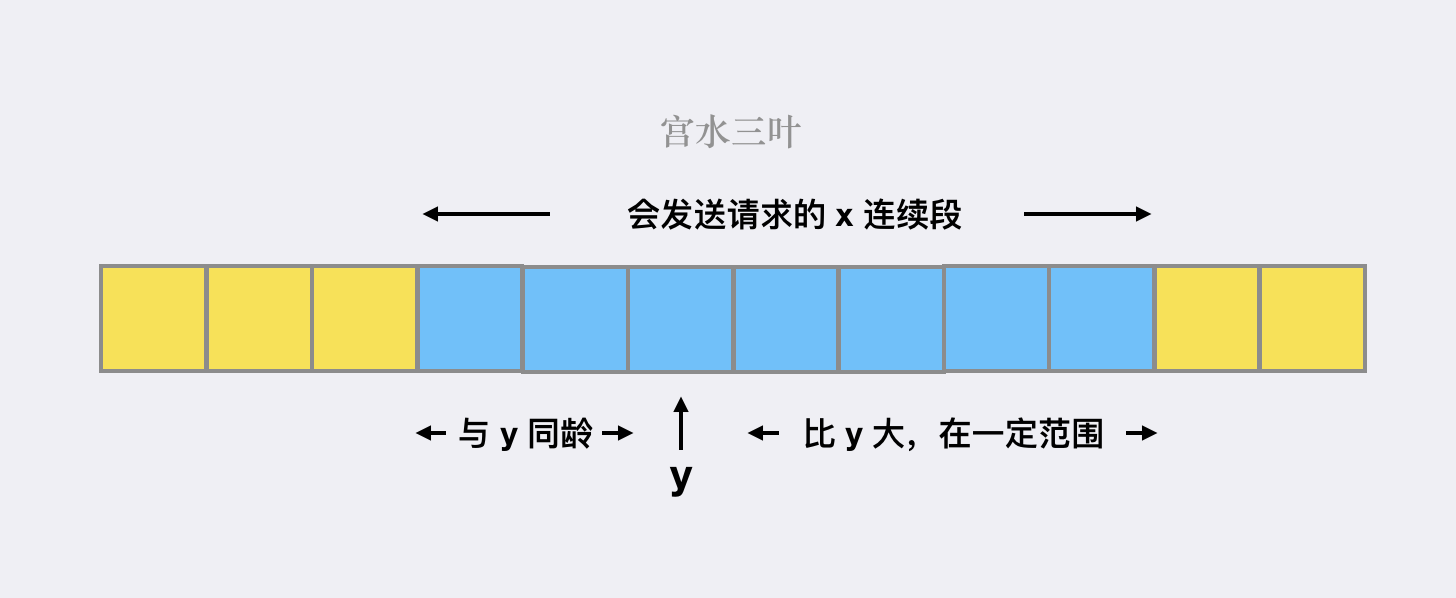 宫水三叶
会发送请求的 x 连续段
与 y 同龄
比 y 大，在一定范围
y